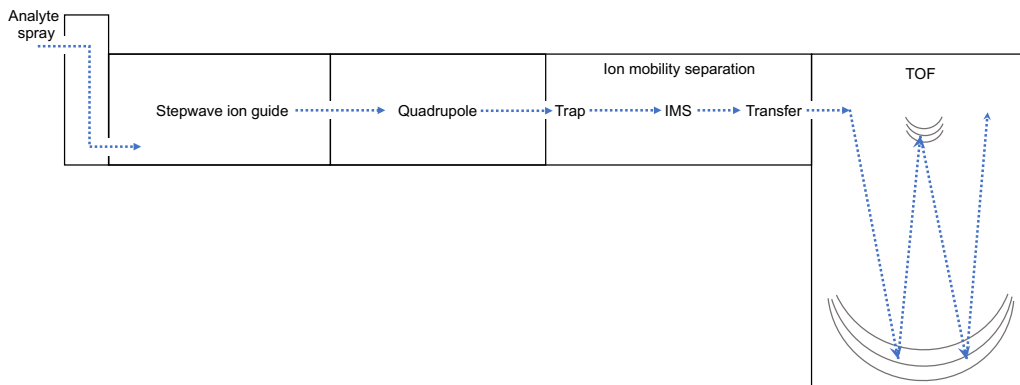 Analyte
spray
Stepwave ion guide
Quadrupole
Ion mobility separation
Trap
IMS
Transfer
TOF